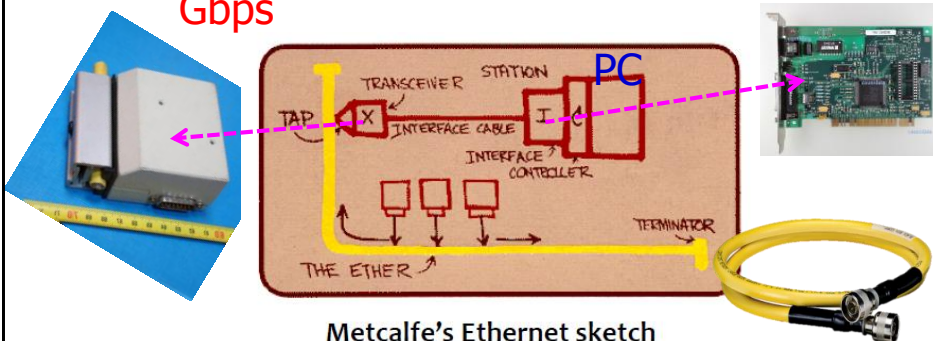 Gbps
STATION
PC
TRANSCEIVER
TAP
X
I
C
INTERFACE CABLE
INTERFACE
CONTROLLER
TERMINATOR
THE ETHER
Metcalfe's Ethernet sketch